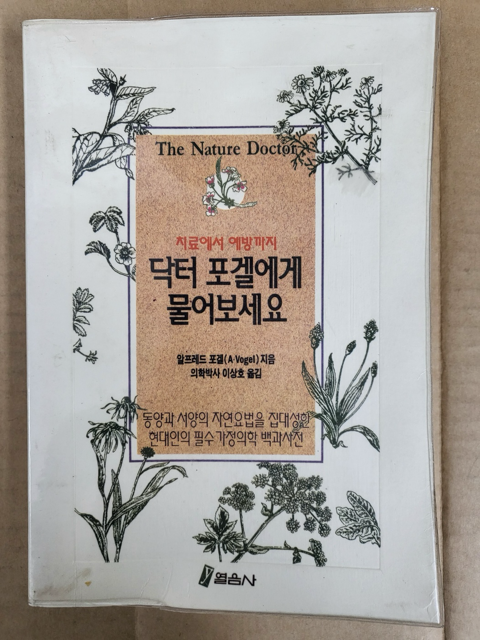 The Nature Doctor
치료에서 예방까지
닥터 포겔에게
물어보세요
알프레드 포겔(A·Vogel) 지음
의학박사 이상호 옮김
동양과 서양의 자연요법을 집대성한
현대인의 필수 가정의학 백과사전
열음사